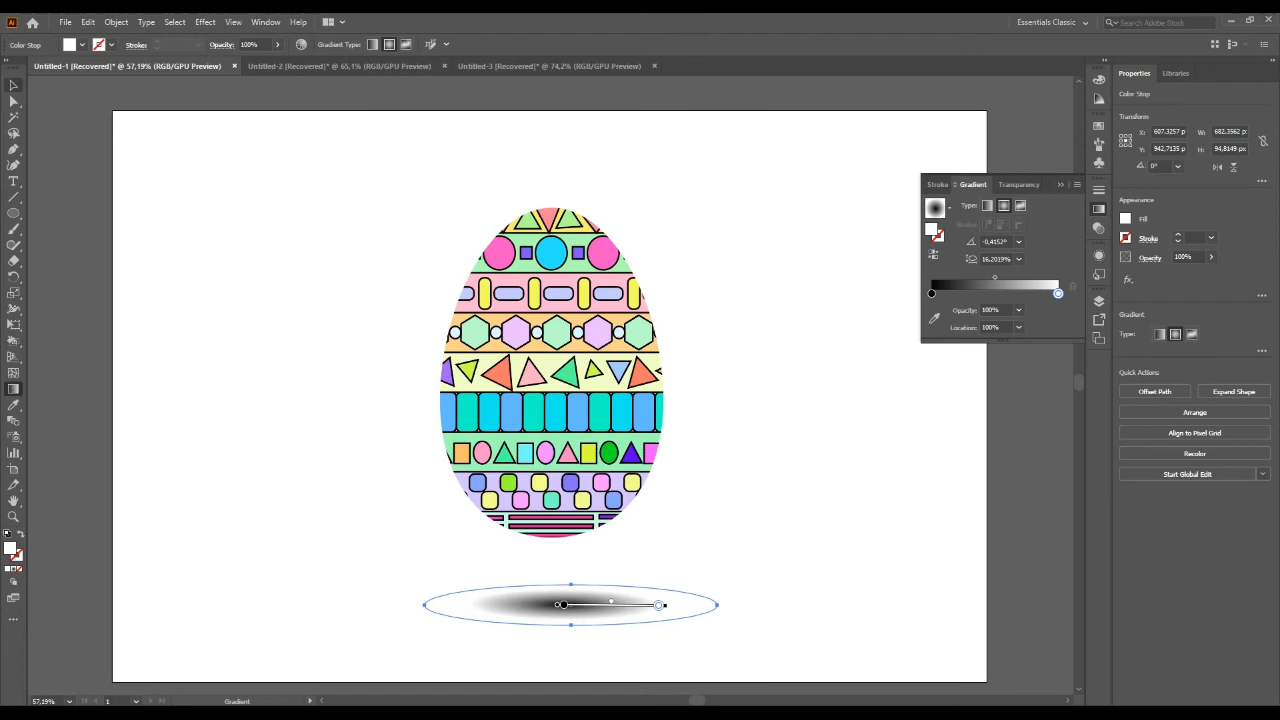 Ai File Edit Object Type Select Effect View Window Help Essentials Classic Search Adobe Stock
Color Stop Stroke: Opacity: 100% Gradient Type:
Untitled-1 [Recovered]* @ 57,19% (RGB/GPU Preview) × Untitled-2 [Recovered]* @ 65,1% (RGB/GPU Preview) × Untitled-3 [Recovered]* @ 74,2% (RGB/GPU Preview) ×
Properties Libraries
Color Stop
Transform
X: 607,3257 p W: 682,3562 p:
Y: 942,7135 p H: 94,8149 px
0°
Appearance
Fill
Stroke
Opacity 100%
fx.
Gradient
Type:
Quick Actions
Offset Path Expand Shape
Arrange
Align to Pixel Grid
Recolor
Start Global Edit
Stroke Gradient Transparency
Type:
Stroke:
-0,4152°
16,2019%
Opacity: 100%
Location: 100%
57,19% 1 Gradient